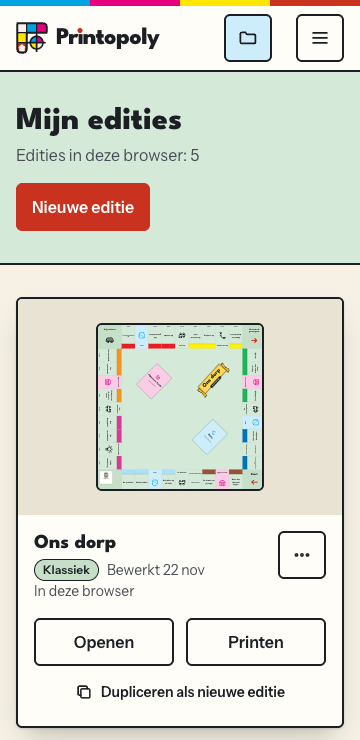 Printopoly
Mijn edities
Edities in deze browser: 5
Nieuwe editie
Ons dorp
Ons dorp
Klassiek Bewerkt 22 nov
In deze browser
Openen Printen
Dupliceren als nieuwe editie